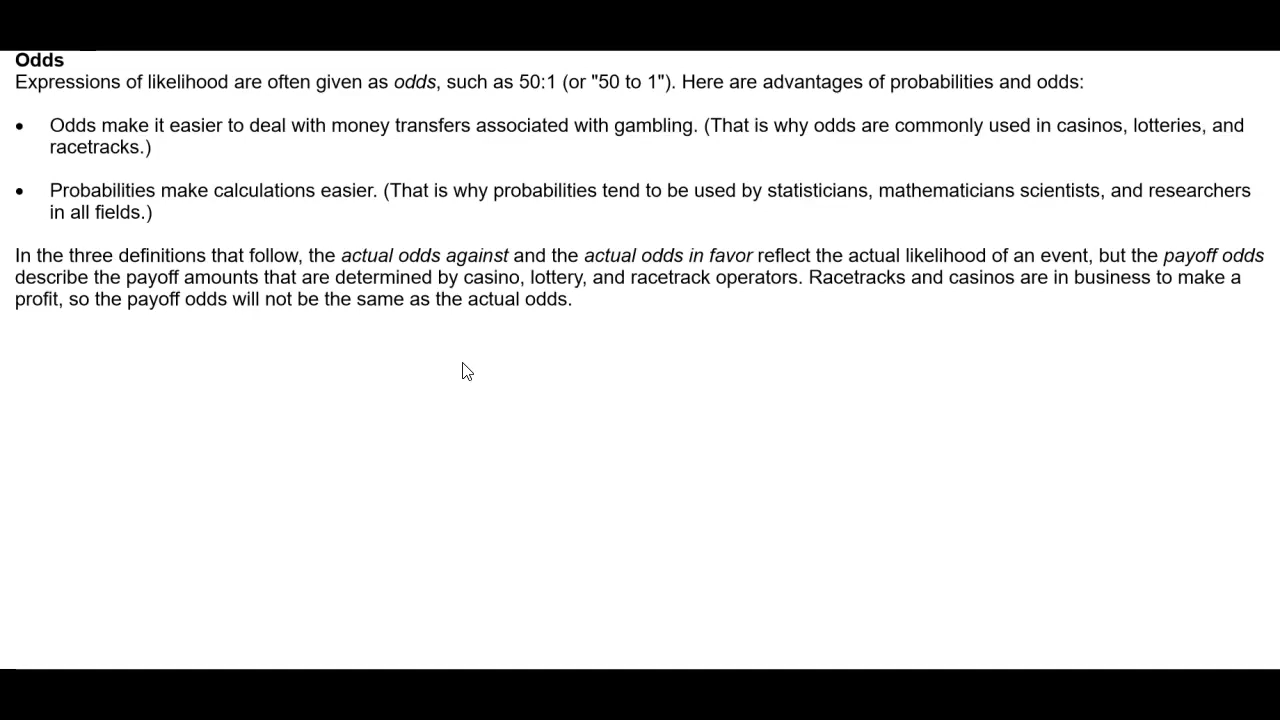 Odds
Expressions of likelihood are often given as odds, such as 50:1 (or "50 to 1"). Here are advantages of probabilities and odds:
• Odds make it easier to deal with money transfers associated with gambling. (That is why odds are commonly used in casinos, lotteries, and
racetracks.)
• Probabilities make calculations easier. (That is why probabilities tend to be used by statisticians, mathematicians scientists, and researchers
in all fields.)
In the three definitions that follow, the actual odds against and the actual odds in favor reflect the actual likelihood of an event, but the payoff odds
describe the payoff amounts that are determined by casino, lottery, and racetrack operators. Racetracks and casinos are in business to make a
profit, so the payoff odds will not be the same as the actual odds.